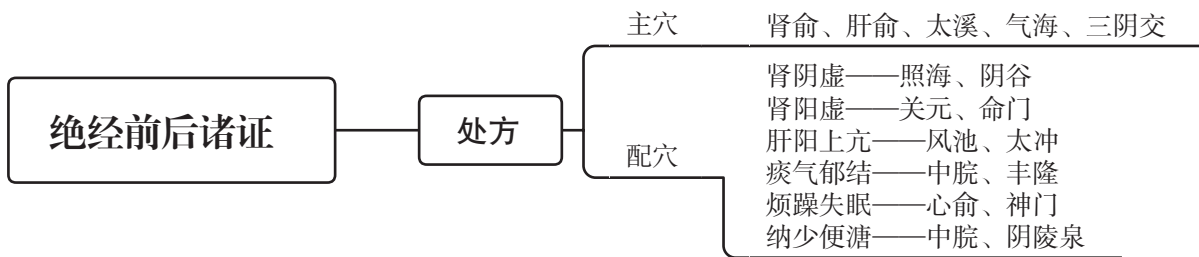 绝经前后诸证
处方
主穴
肾俞、肝俞、太溪、气海、三阴交
配穴
肾阴虚——照海、阴谷
肾阳虚——关元、命门
肝阳上亢——风池、太冲
痰气郁结——中脘、丰隆
烦躁失眠——心俞、神门
纳少便溏——中脘、阴陵泉